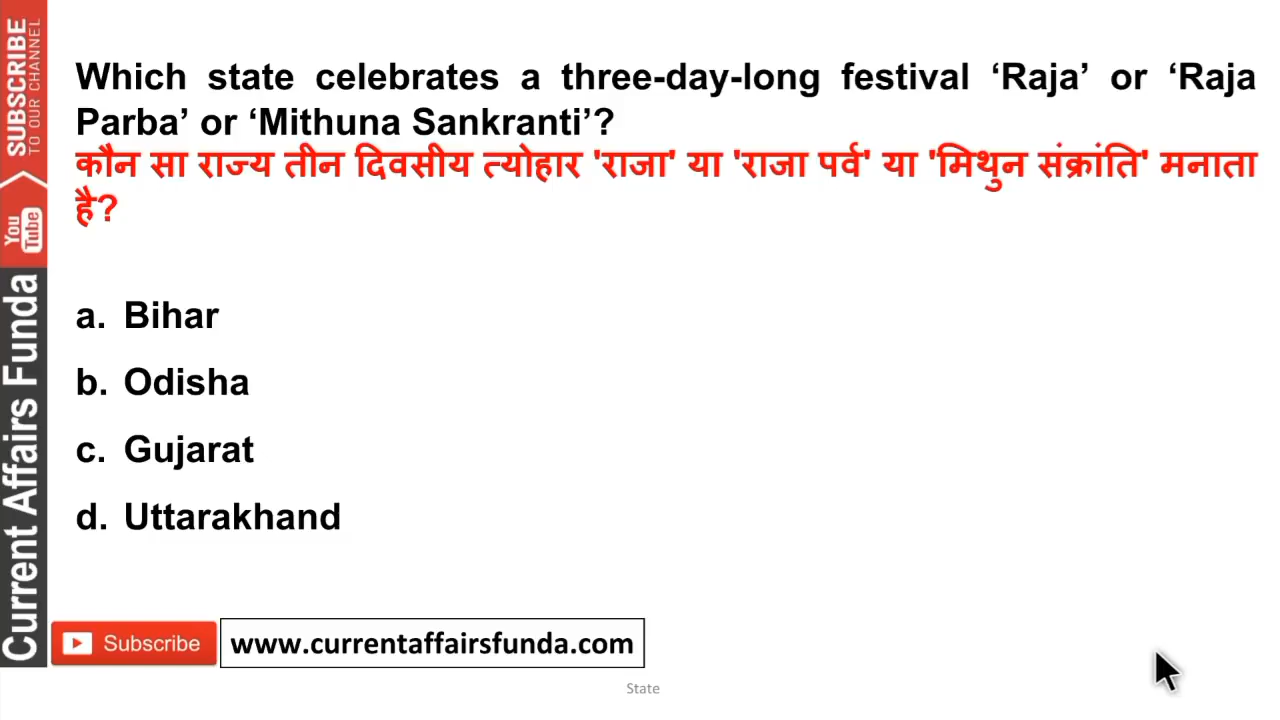 Which state celebrates a three-day-long festival ‘Raja’ or ‘Raja
Parba’ or ‘Mithuna Sankranti’?
कौन सा राज्य तीन दिवसीय त्योहार 'राजा' या 'राजा पर्व' या 'मिथुन संक्रांति' मनाता
है?
a. Bihar
b. Odisha
c. Gujarat
d. Uttarakhand
SUBSCRIBE
TO OUR CHANNEL
You
Tube
Current Affairs Funda
Subscribe
www.currentaffairsfunda.com
State